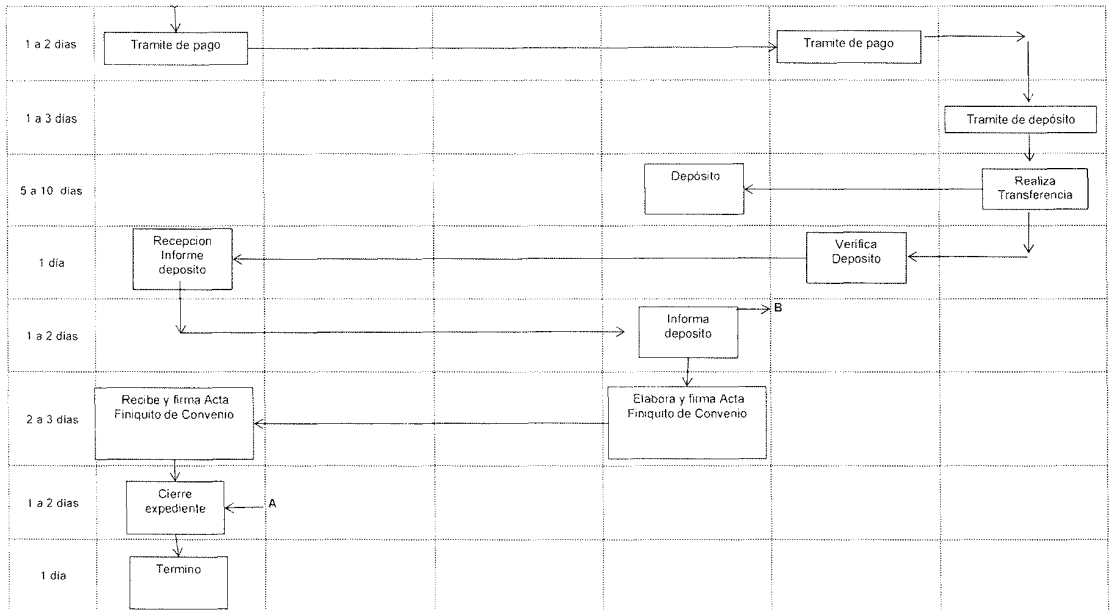 1 a 2 dias
Tramite de pago
Tramite de pago
1 a 3 dias
Tramite de depósito
5 a 10 dias
Depósito
Realiza
Transferencia
1 día
Recepcion
Informe
deposito
Verifica
Deposito
1 a 2 dias
Informa
deposito
B
2 a 3 dias
Recibe y firma Acta
Finiquito de Convenio
Elabora y firma Acta
Finiquito de Convenio
1 a 2 dias
Cierre
expediente
A
1 día
Termino